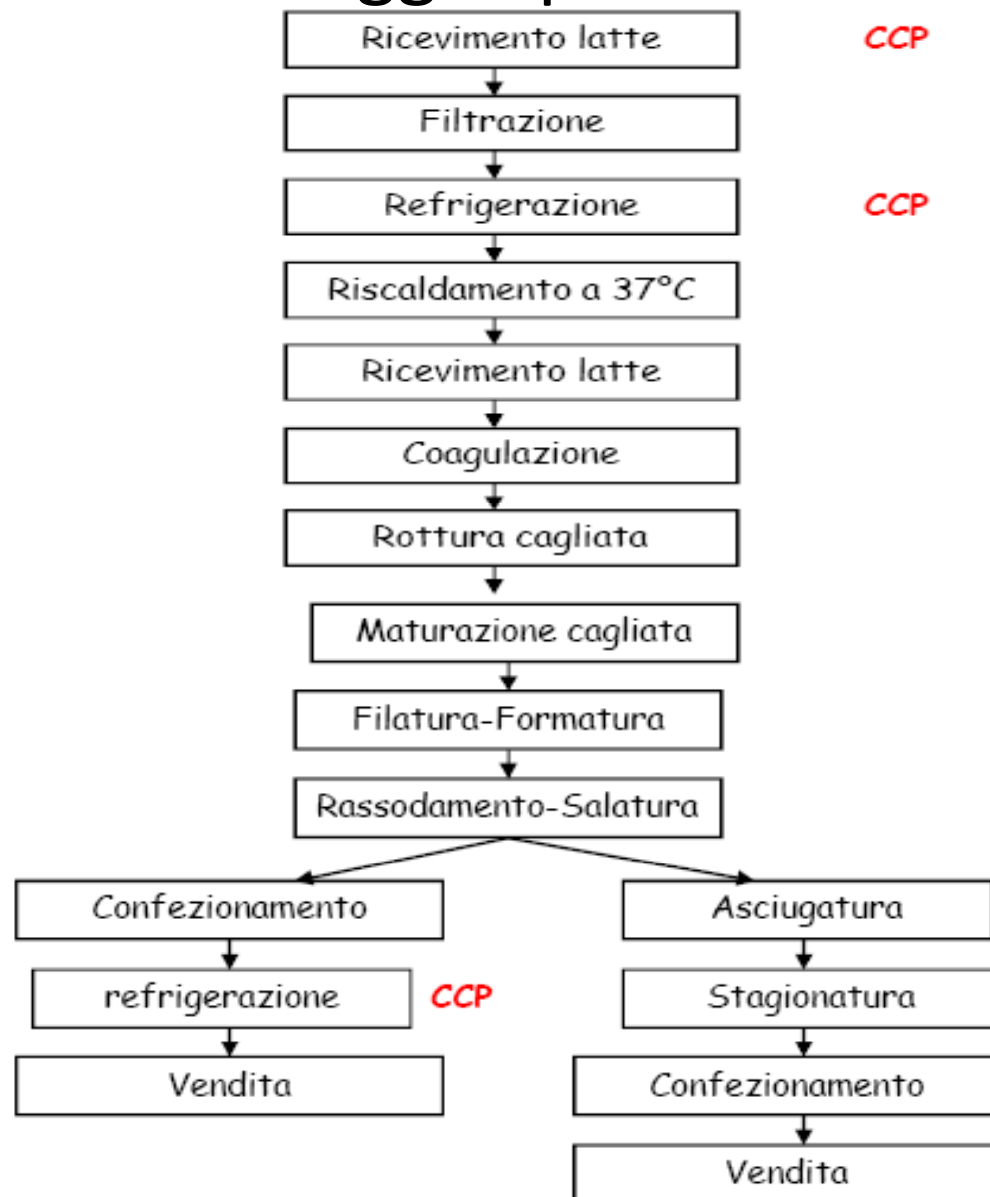 Ricevimento latte CCP
Filtrazione
Refrigerazione CCP
Riscaldamento a 37°C
Ricevimento latte
Coagulazione
Rottura cagliata
Maturazione cagliata
Filatura-Formatura
Rassodamento-Salatura
Confezionamento
refrigerazione CCP
Vendita
Asciugatura
Stagionatura
Confezionamento
Vendita